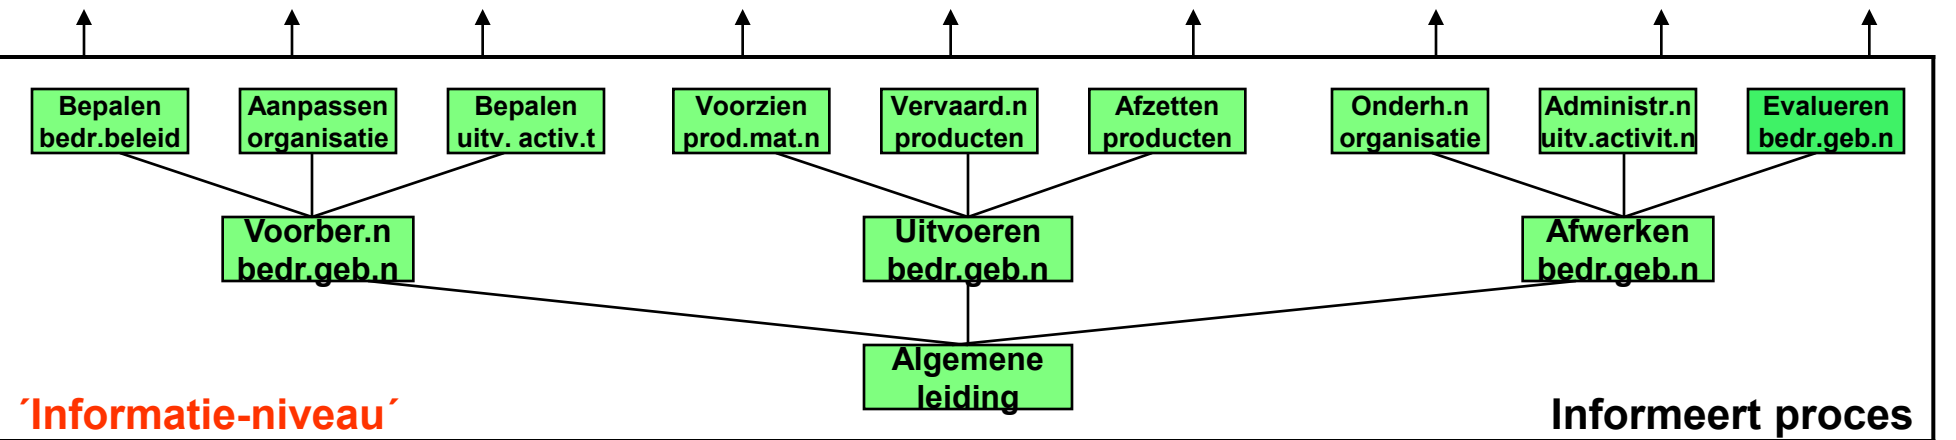 Bepalen
bedr.beleid
Aanpassen
organisatie
Bepalen
uitv. activ.t
Voorzien
prod.mat.n
Vervaard.n
producten
Afzetten
producten
Onderh.n
organisatie
Administr.n
uitv.activit.n
Evalueren
bedr.geb.n
Voorber.n
bedr.geb.n
Uitvoeren
bedr.geb.n
Afwerken
bedr.geb.n
Algemene
leiding
´Informatie-niveau´
Informeert proces